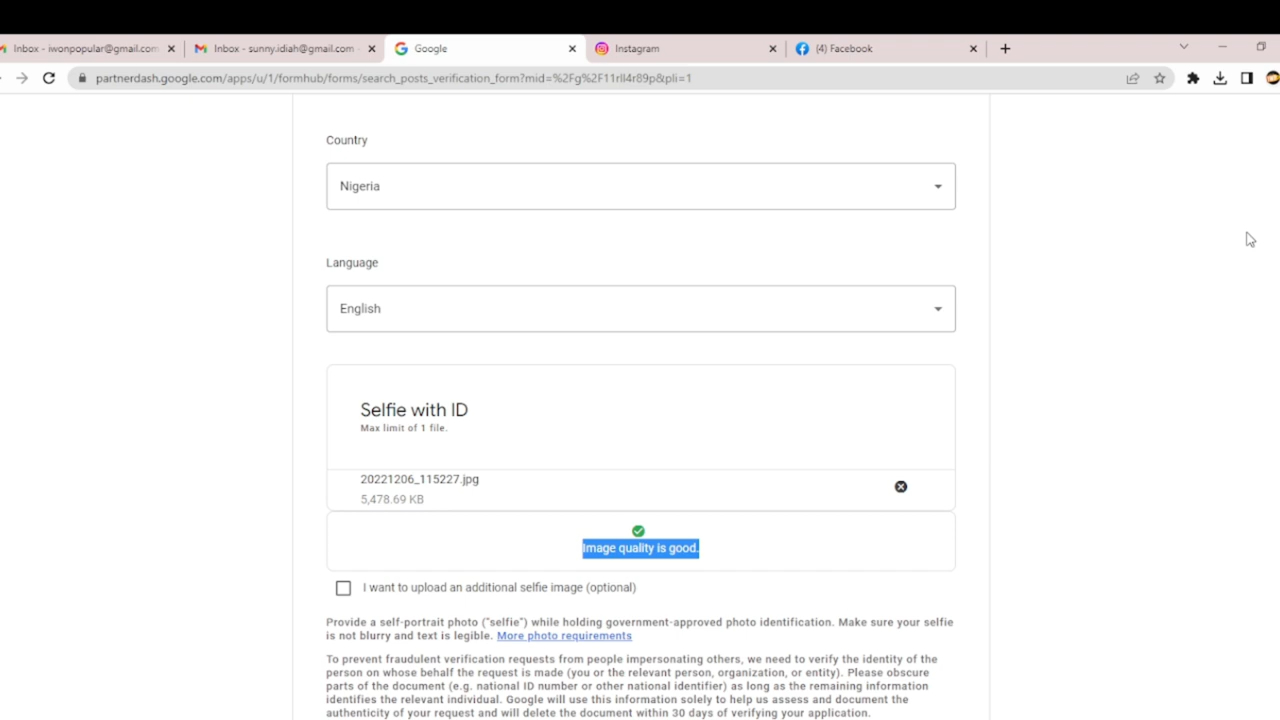 Inbox - iwonpopular@gmail.com
Inbox - sunny.idiah@gmail.com
Google
Instagram
(4) Facebook
partnerdash.google.com/apps/u/1/formhub/forms/search_posts_verification_form?mid=%2Fg%2F11rll4r89p&pli=1
Country
Nigeria
Language
English
Selfie with ID
Max limit of 1 file.
20221206_115227.jpg
5,478.69 KB
Image quality is good.
I want to upload an additional selfie image (optional)
Provide a self-portrait photo ("selfie") while holding government-approved photo identification. Make sure your selfie
is not blurry and text is legible. More photo requirements
To prevent fraudulent verification requests from people impersonating others, we need to verify the identity of the
person on whose behalf the request is made (you or the relevant person, organization, or entity). Please obscure
parts of the document (e.g. national ID number or other national identifier) as long as the remaining information
identifies the relevant individual. Google will use this information solely to help us assess and document the
authenticity of your request and will delete the document within 30 days of verifying your application.